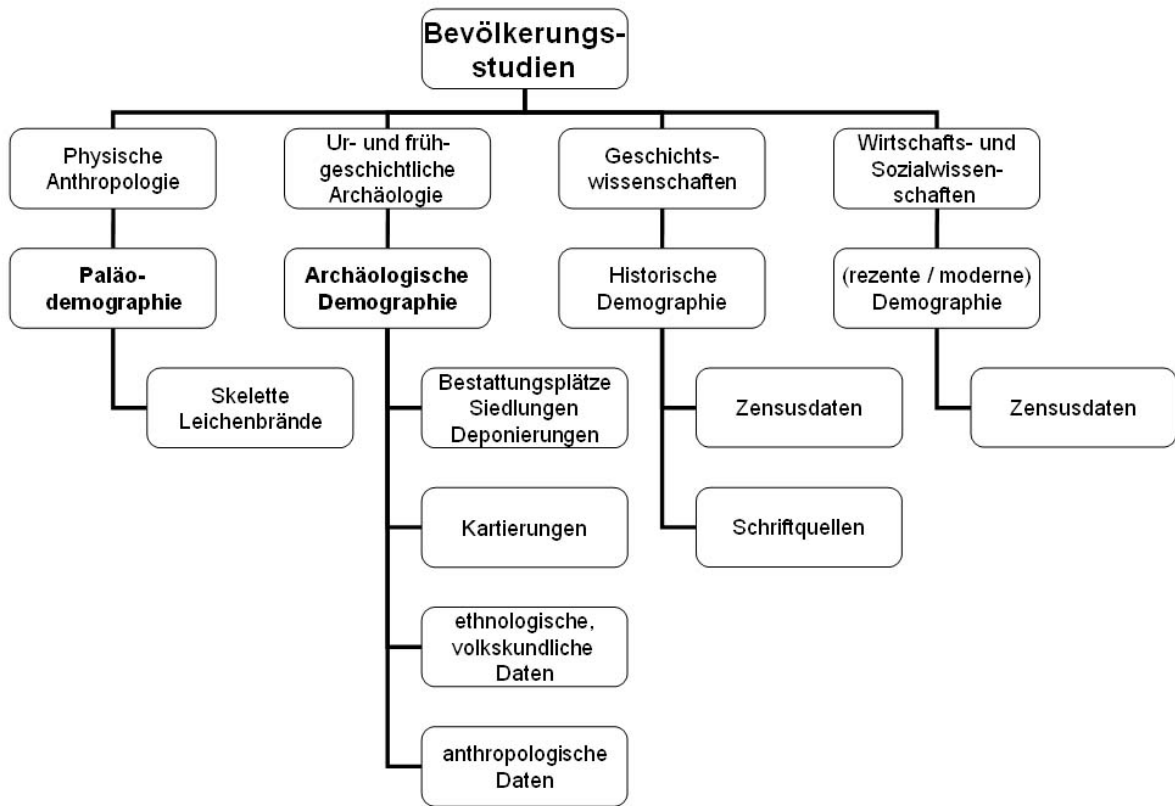 Bevölkerungs-
studien
Physische
Anthropologie
Ur- und früh-
geschichtliche
Archäologie
Geschichts-
wissenschaften
Wirtschafts- und
Sozialwissen-
schaften
Paläo-
demographie
Archäologische
Demographie
Historische
Demographie
(rezente / moderne)
Demographie
Skelette
Leichenbrände
Bestattungsplätze
Siedlungen
Deponierungen
Zensusdaten
Zensusdaten
Kartierungen
Schriftquellen
ethnologische,
volkskundliche
Daten
anthropologische
Daten